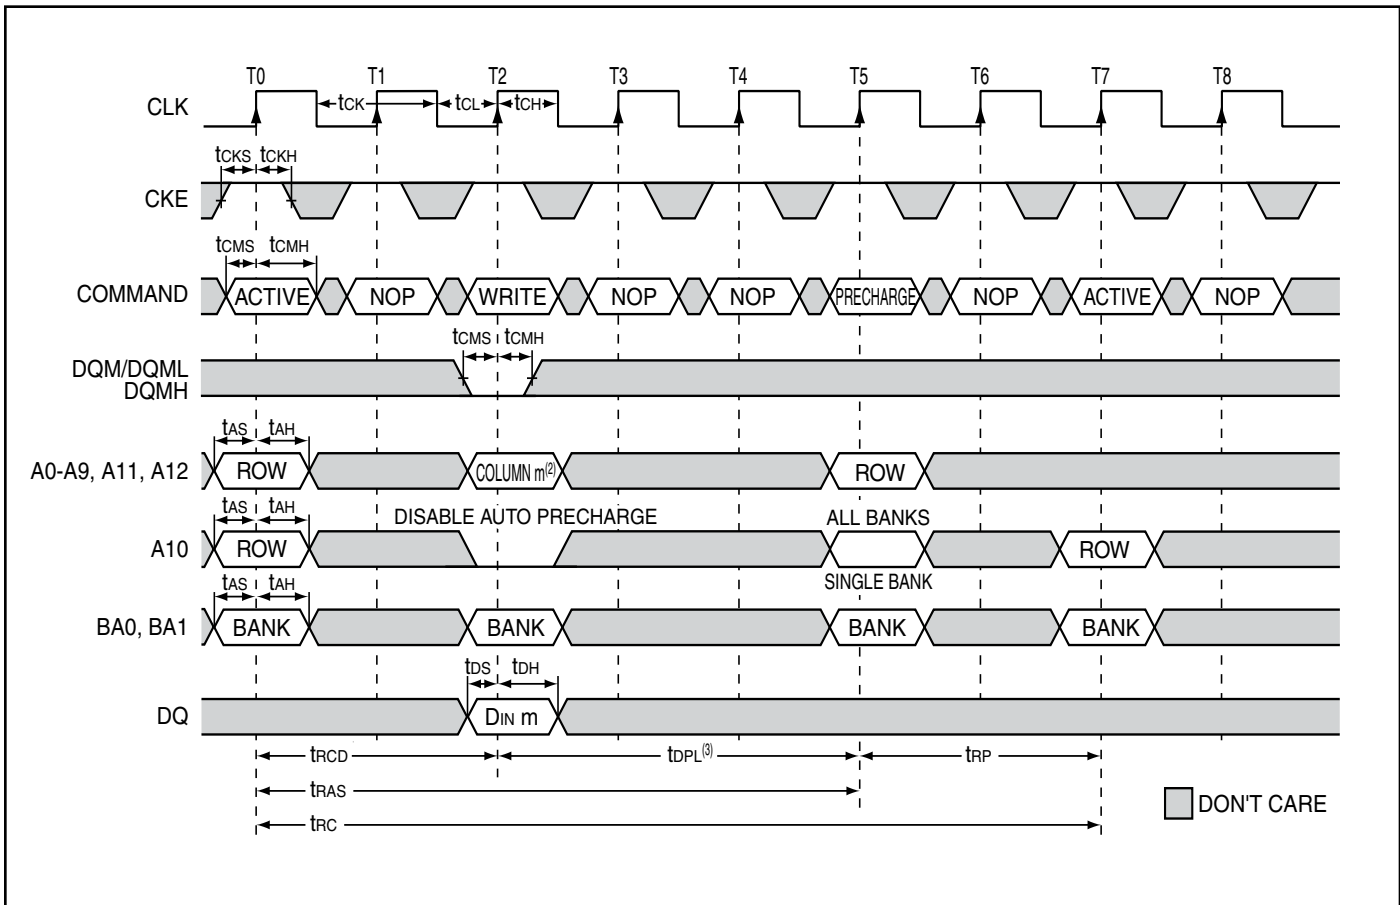 T0 T1 T2 T3 T4 T5 T6 T7 T8
CLK tCK tCL tCH
tCKS tCKH
CKE
tCMS tCMH
COMMAND ACTIVE NOP WRITE NOP NOP PRECHARGE NOP ACTIVE NOP
tCMS tCMH
DQM/DQML
DQMH
tAS tAH
A0-A9, A11, A12 ROW COLUMN m(2) ROW
tAS tAH DISABLE AUTO PRECHARGE ALL BANKS
A10 ROW ROW
tAS tAH SINGLE BANK
BA0, BA1 BANK BANK BANK BANK
tDS tDH
DQ DIN m
tRCD tDPL(3) tRP
tRAS
DON'T CARE
tRC